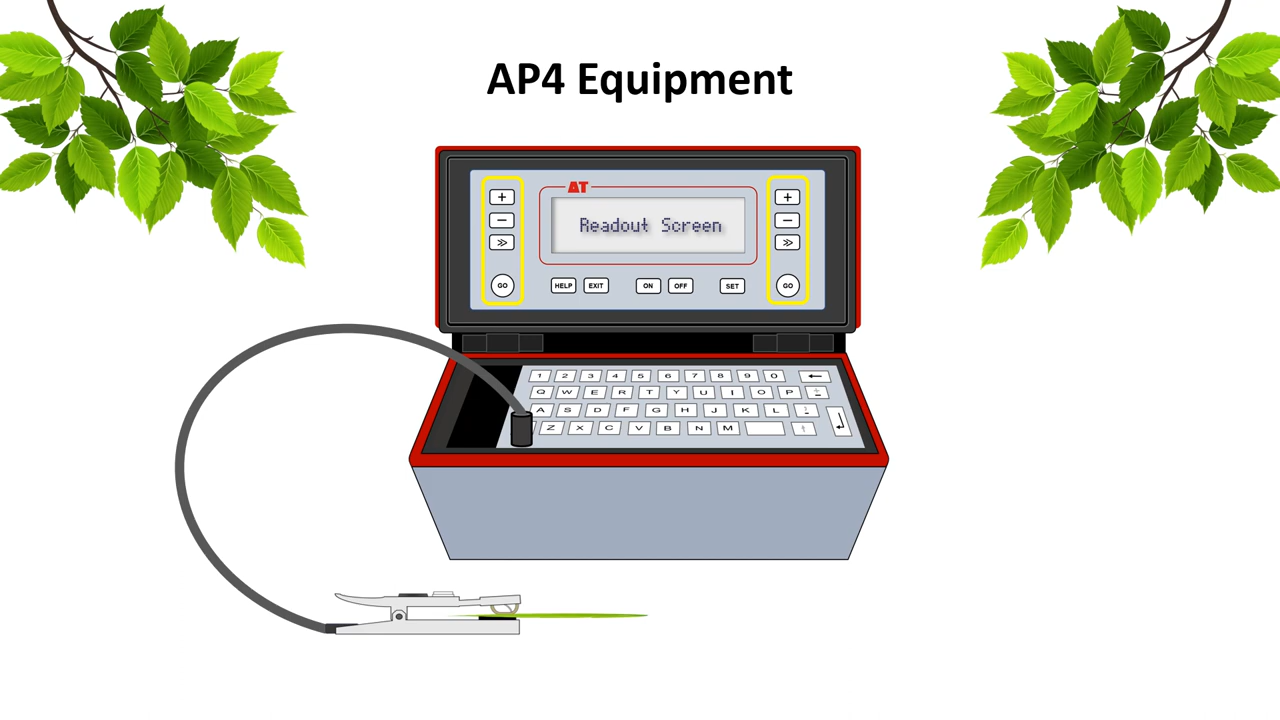 AP4 Equipment
ΔT
+ +
Readout Screen
− −
≫ ≫
GO HELP EXIT ON OFF SET GO
1 2 3 4 5 6 7 8 9 0 ←
Q W E R T Y U I O P
A S D F G H J K L
Z X C V B N M